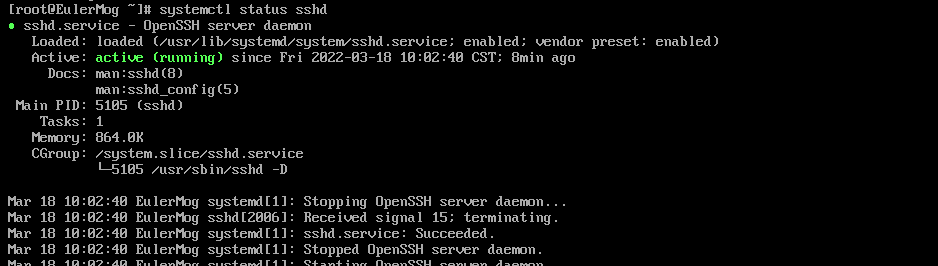 [root@EulerMog ~]# systemctl status sshd
● sshd.service - OpenSSH server daemon
   Loaded: loaded (/usr/lib/systemd/system/sshd.service; enabled; vendor preset: enabled)
   Active: active (running) since Fri 2022-03-18 10:02:40 CST; 8min ago
     Docs: man:sshd(8)
           man:sshd_config(5)
 Main PID: 5105 (sshd)
    Tasks: 1
   Memory: 864.0K
   CGroup: /system.slice/sshd.service
           └─5105 /usr/sbin/sshd -D
Mar 18 10:02:40 EulerMog systemd[1]: Stopping OpenSSH server daemon...
Mar 18 10:02:40 EulerMog sshd[2006]: Received signal 15; terminating.
Mar 18 10:02:40 EulerMog systemd[1]: sshd.service: Succeeded.
Mar 18 10:02:40 EulerMog systemd[1]: Stopped OpenSSH server daemon.
Mar 18 10:02:40 EulerMog systemd[1]: Starting OpenSSH server daemon